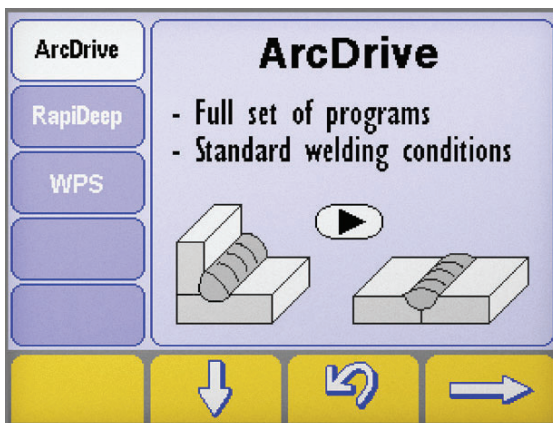 ArcDrive
RapiDeep
WPS
ArcDrive
- Full set of programs
- Standard welding conditions